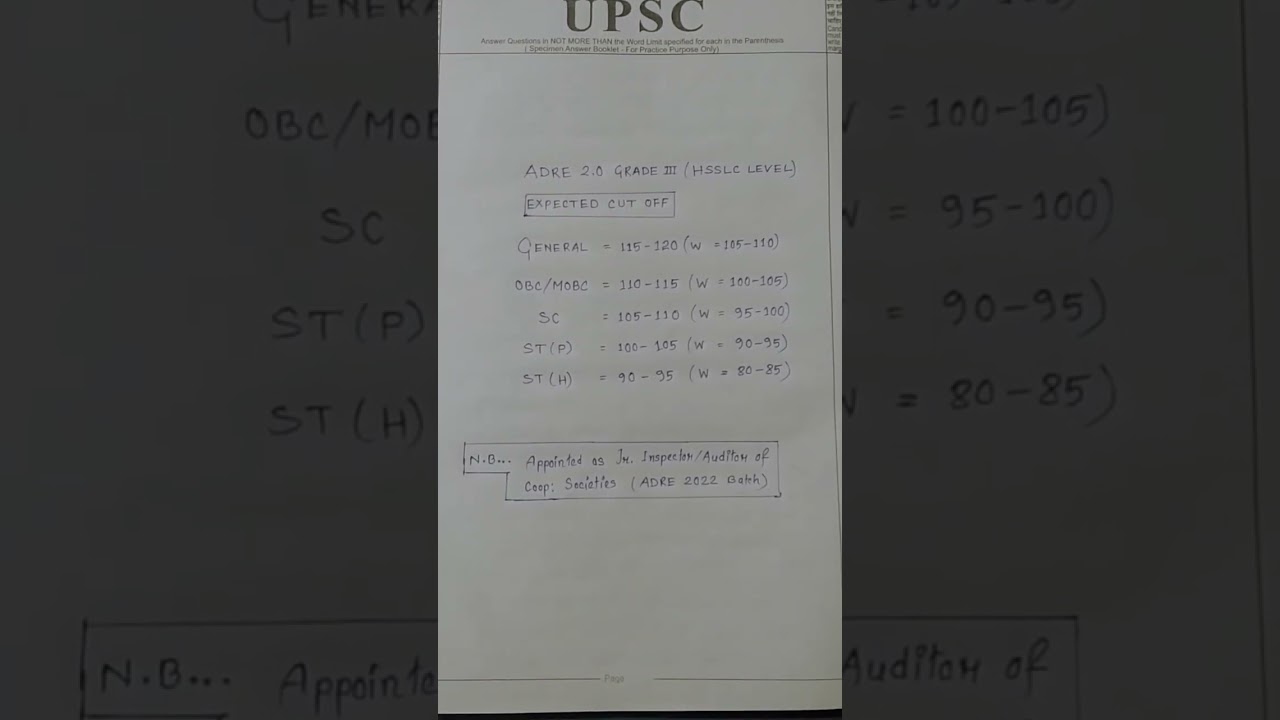 UPSC
Answer Questions in NOT MORE THAN the Word Limit specified for each in the Parenthesis
( Specimen Answer Booklet - For Practice Purpose Only)
ADRE 2.0 GRADE III (HSSLC LEVEL)
EXPECTED CUT OFF
GENERAL = 115-120 (W = 105-110)
OBC/MOBC = 110-115 (W = 100-105)
SC = 105-110 (W = 95-100)
ST(P) = 100-105 (W = 90-95)
ST(H) = 90-95 (W = 80-85)
N.B... Appointed as Jr. Inspector/Auditor of
Coop: Societies (ADRE 2022 Batch)
Page